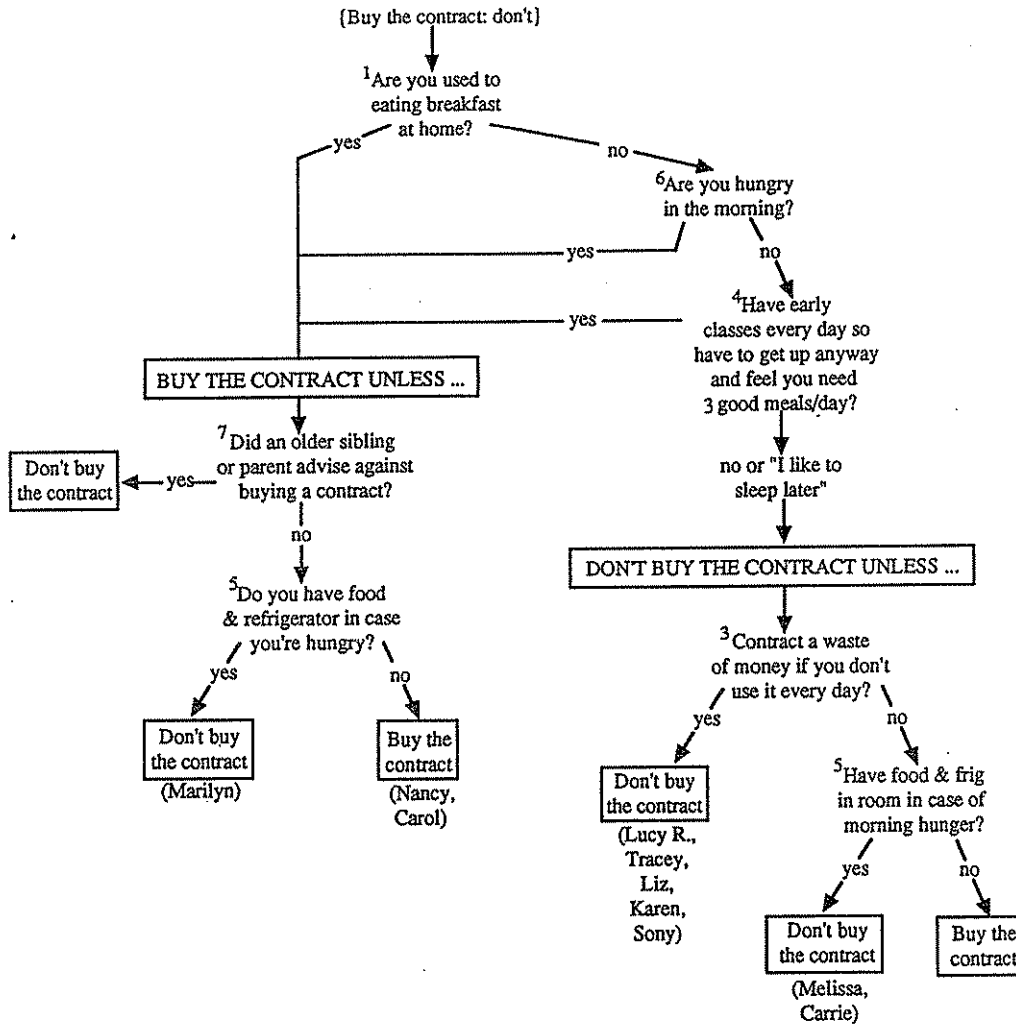 {Buy the contract: don't}
1Are you used to
eating breakfast
at home?
yes
no
6Are you hungry
in the morning?
yes
no
4Have early
classes every day so
have to get up anyway
and feel you need
3 good meals/day?
yes
BUY THE CONTRACT UNLESS ...
7Did an older sibling
or parent advise against
buying a contract?
yes
Don't buy
the contract
no
5Do you have food
& refrigerator in case
you're hungry?
yes
no
Don't buy
the contract
(Marilyn)
Buy the
contract
(Nancy,
Carol)
no or "I like to
sleep later"
DON'T BUY THE CONTRACT UNLESS ...
3Contract a waste
of money if you don't
use it every day?
yes
no
Don't buy
the contract
(Lucy R.,
Tracey,
Liz,
Karen,
Sony)
5Have food & frig
in room in case of
morning hunger?
yes
no
Don't buy
the contract
(Melissa,
Carrie)
Buy the
contract